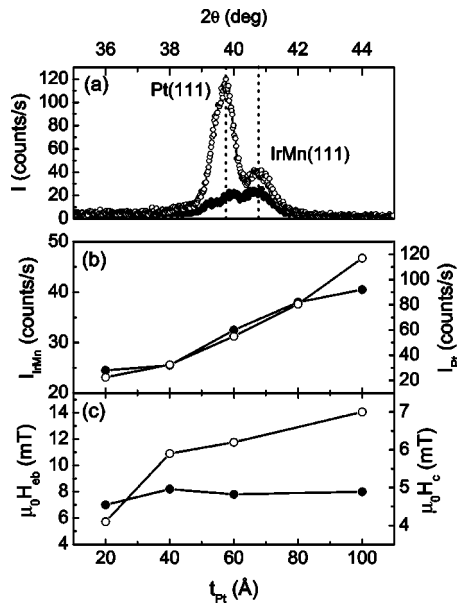 2θ (deg)
36 38 40 42 44
120
100
80
60
40
20
0
I (counts/s)
(a)
Pt(111)
IrMn(111)
50
40
30
20
I_IrMn (counts/s)
(b)
120
100
80
60
40
20
I_Pt (counts/s)
14
12
10
8
6
4
μ₀H_eb (mT)
(c)
7
6
5
4
μ₀H_c (mT)
20 40 60 80 100
t_Pt (Å)